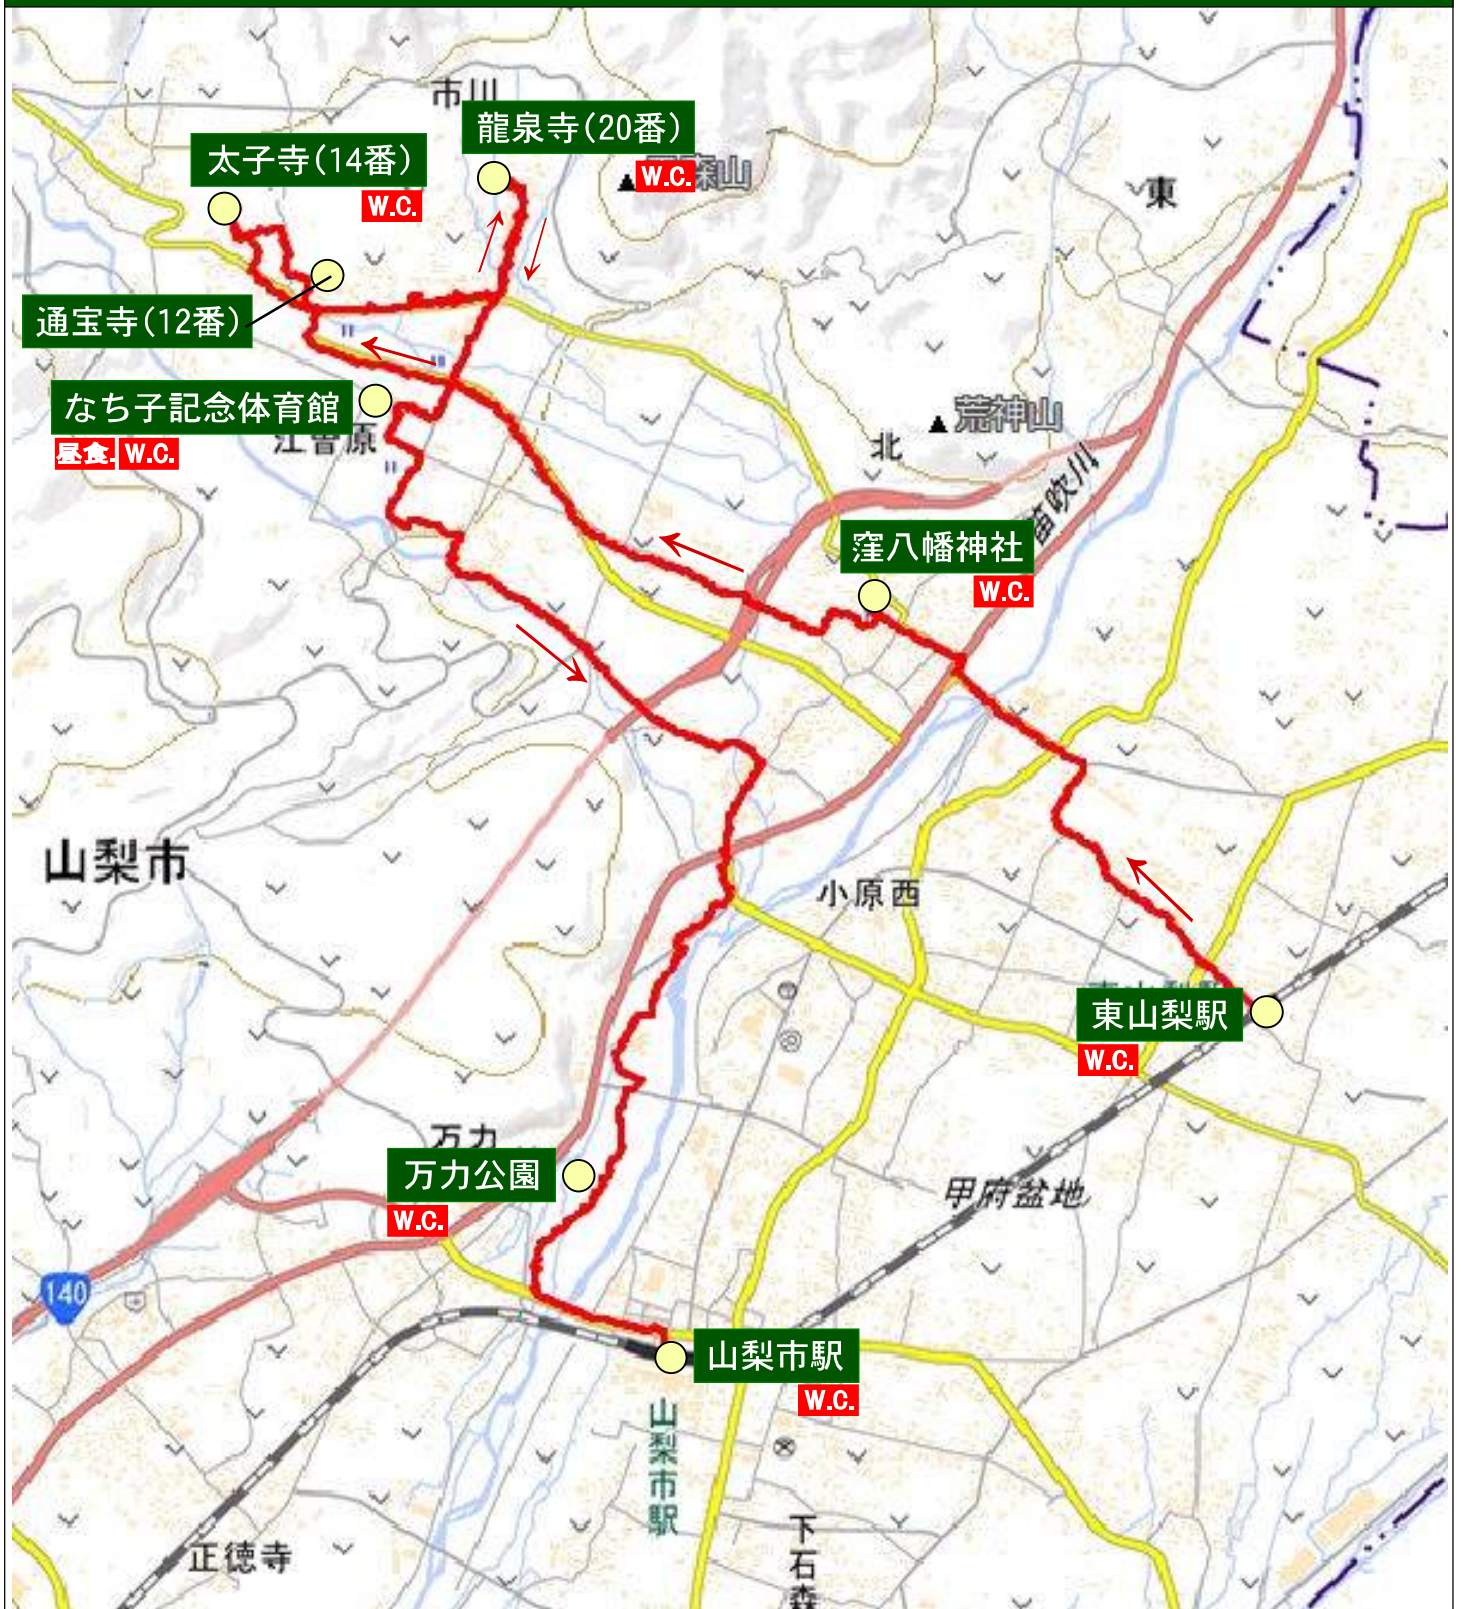 市川
龍泉寺(20番)
W.C.
森山
太子寺(14番)
W.C.
東
通宝寺(12番)
なち子記念体育館
昼食.
W.C.
江曽原
荒神山
北
笛吹川
窪八幡神社
W.C.
山梨市
小原西
東山梨駅
W.C.
万力
万力公園
W.C.
甲府盆地
140
山梨市駅
W.C.
山梨市駅
正徳寺
下石森